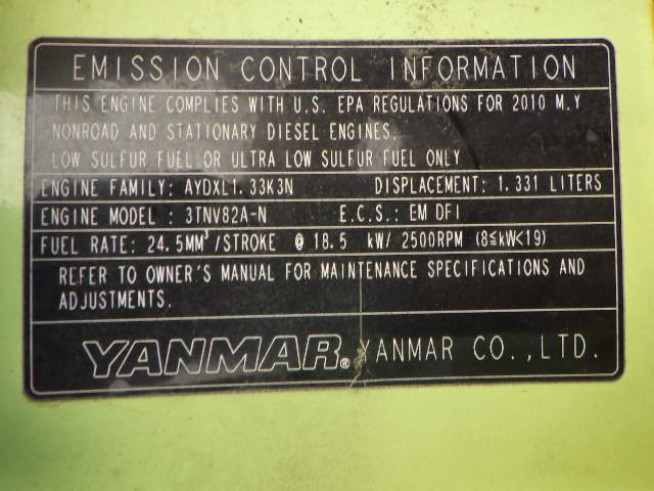 EMISSION CONTROL INFORMATION
THIS ENGINE COMPLIES WITH U.S. EPA REGULATIONS FOR 2010 M.Y
NONROAD AND STATIONARY DIESEL ENGINES.
LOW SULFUR FUEL OR ULTRA LOW SULFUR FUEL ONLY
ENGINE FAMILY: AYDXL1.33K3N DISPLACEMENT: 1.331 LITERS
ENGINE MODEL : 3TNV82A-N E.C.S.: EM DFI
FUEL RATE: 24.5MM³/STROKE @ 18.5 kW/ 2500RPM (8≤kW<19)
REFER TO OWNER'S MANUAL FOR MAINTENANCE SPECIFICATIONS AND
ADJUSTMENTS.
YANMAR® YANMAR CO.,LTD.